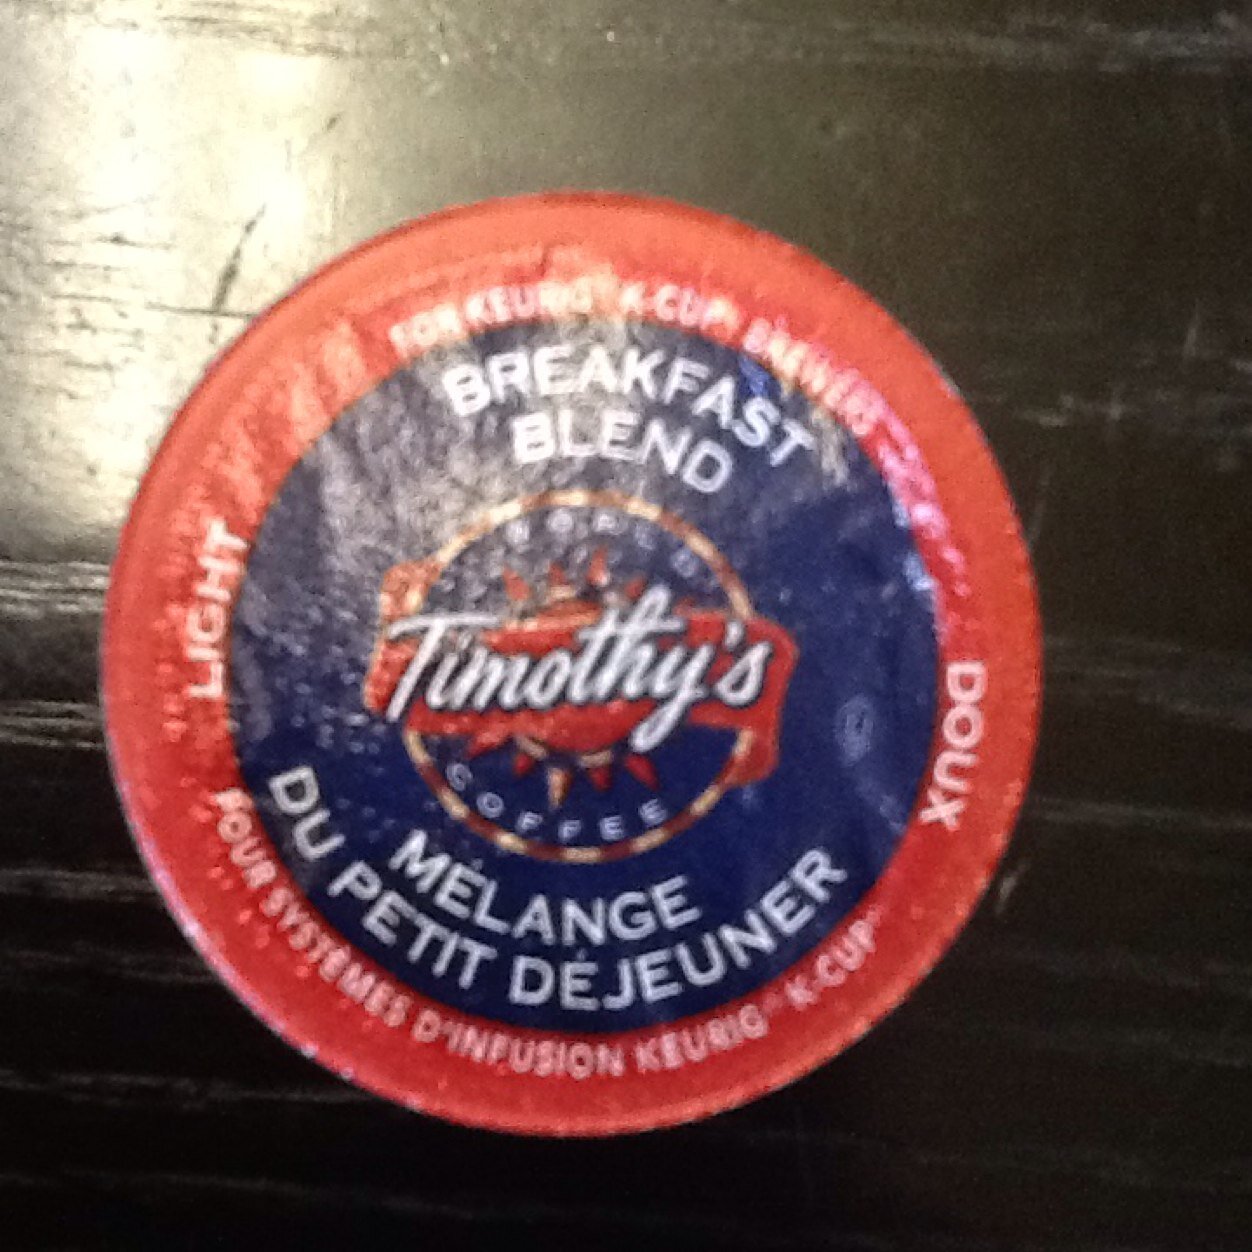 FOR KEURIG K-CUP BREWERS
BREAKFAST
BLEND
LIGHT
WORLD
Timothy's
COFFEE
DOUX
MÉLANGE
DU PETIT DÉJEUNER
POUR SYSTÈMES D'INFUSION KEURIG K-CUP